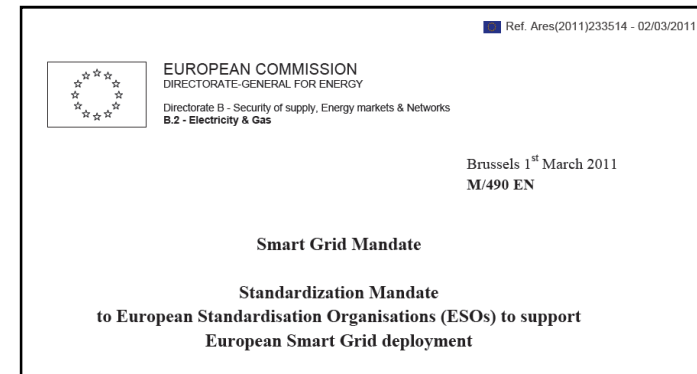 Ref. Ares(2011)233514 - 02/03/2011
EUROPEAN COMMISSION
DIRECTORATE-GENERAL FOR ENERGY
Directorate B - Security of supply, Energy markets & Networks
B.2 - Electricity & Gas
Brussels 1st March 2011
M/490 EN
Smart Grid Mandate
Standardization Mandate
to European Standardisation Organisations (ESOs) to support
European Smart Grid deployment